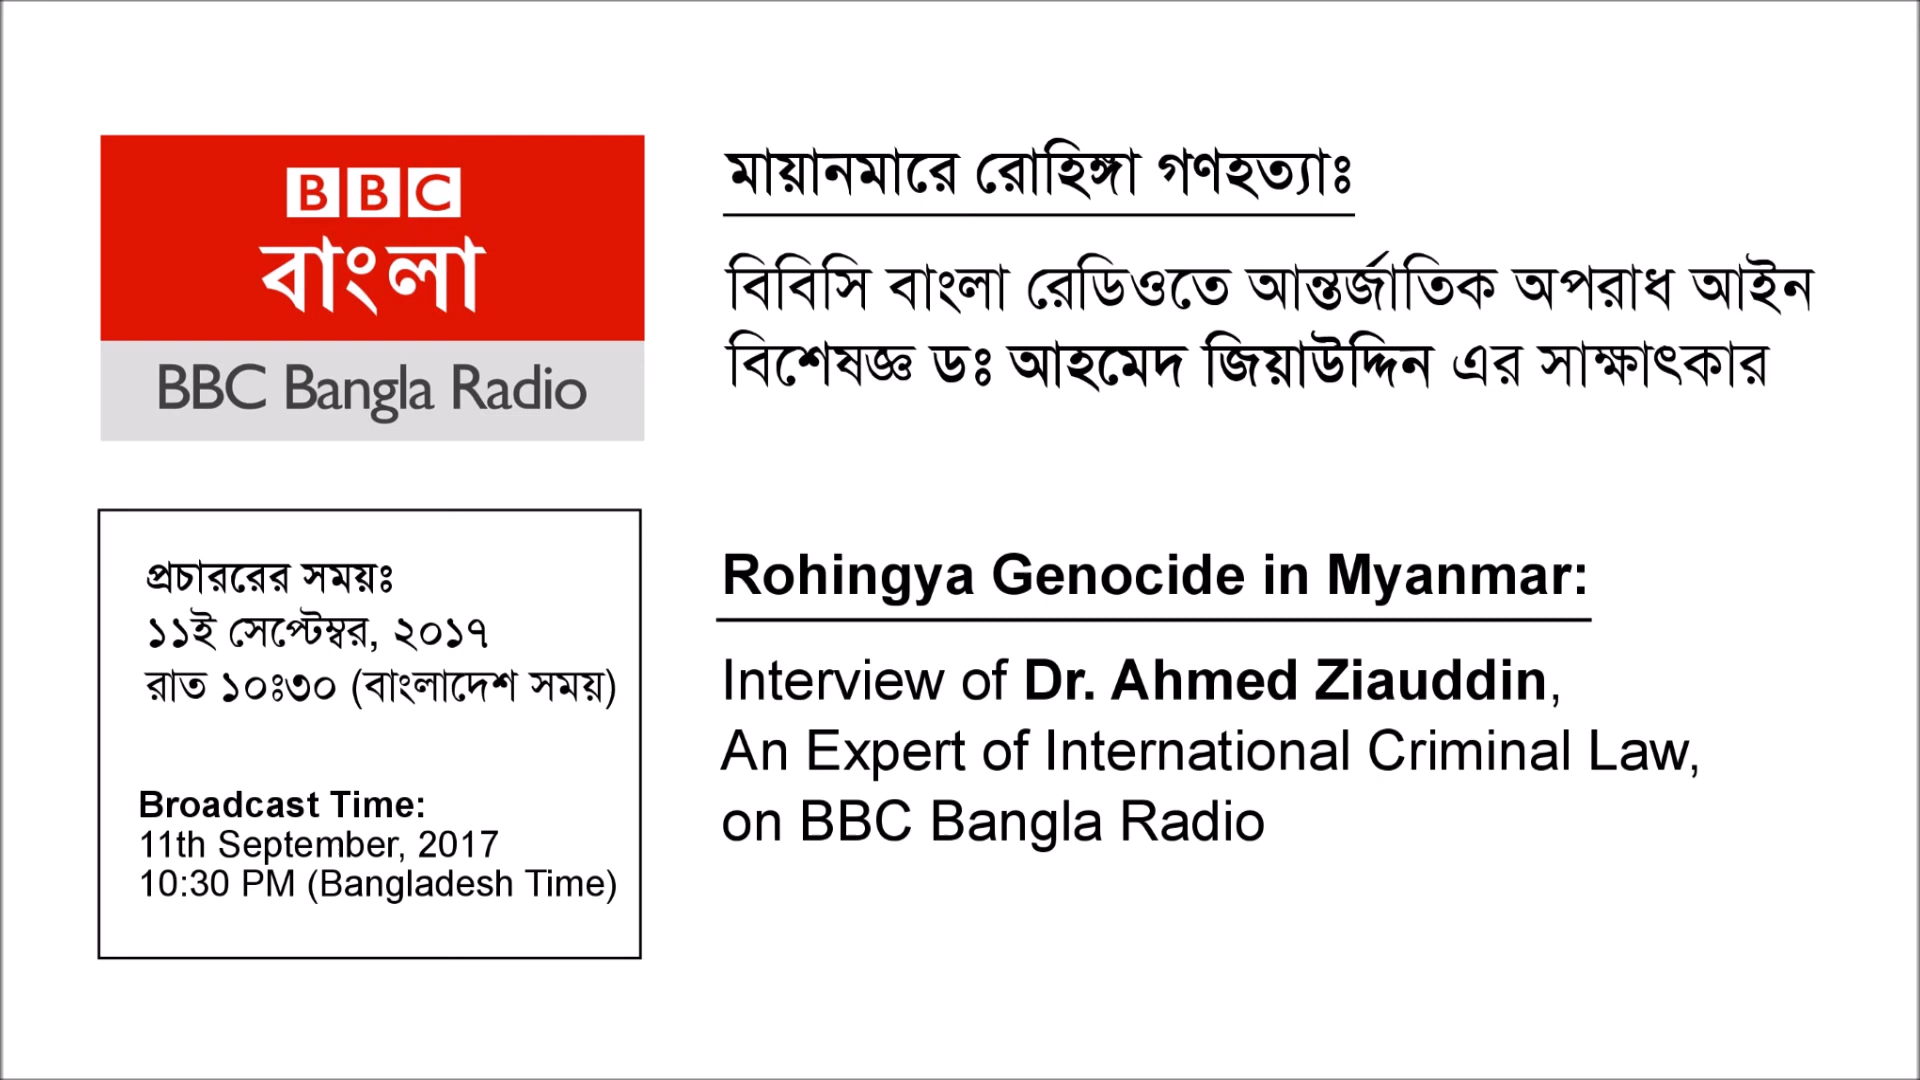 BBC
বাংলা
BBC Bangla Radio
মায়ানমারে রোহিঙ্গা গণহত্যাঃ
বিবিসি বাংলা রেডিওতে আন্তর্জাতিক অপরাধ আইন
বিশেষজ্ঞ ডঃ আহমেদ জিয়াউদ্দিন এর সাক্ষাৎকার
প্রচাররের সময়ঃ
১১ই সেপ্টেম্বর, ২০১৭
রাত ১০ঃ৩০ (বাংলাদেশ সময়)
Broadcast Time:
11th September, 2017
10:30 PM (Bangladesh Time)
Rohingya Genocide in Myanmar:
Interview of Dr. Ahmed Ziauddin,
An Expert of International Criminal Law,
on BBC Bangla Radio